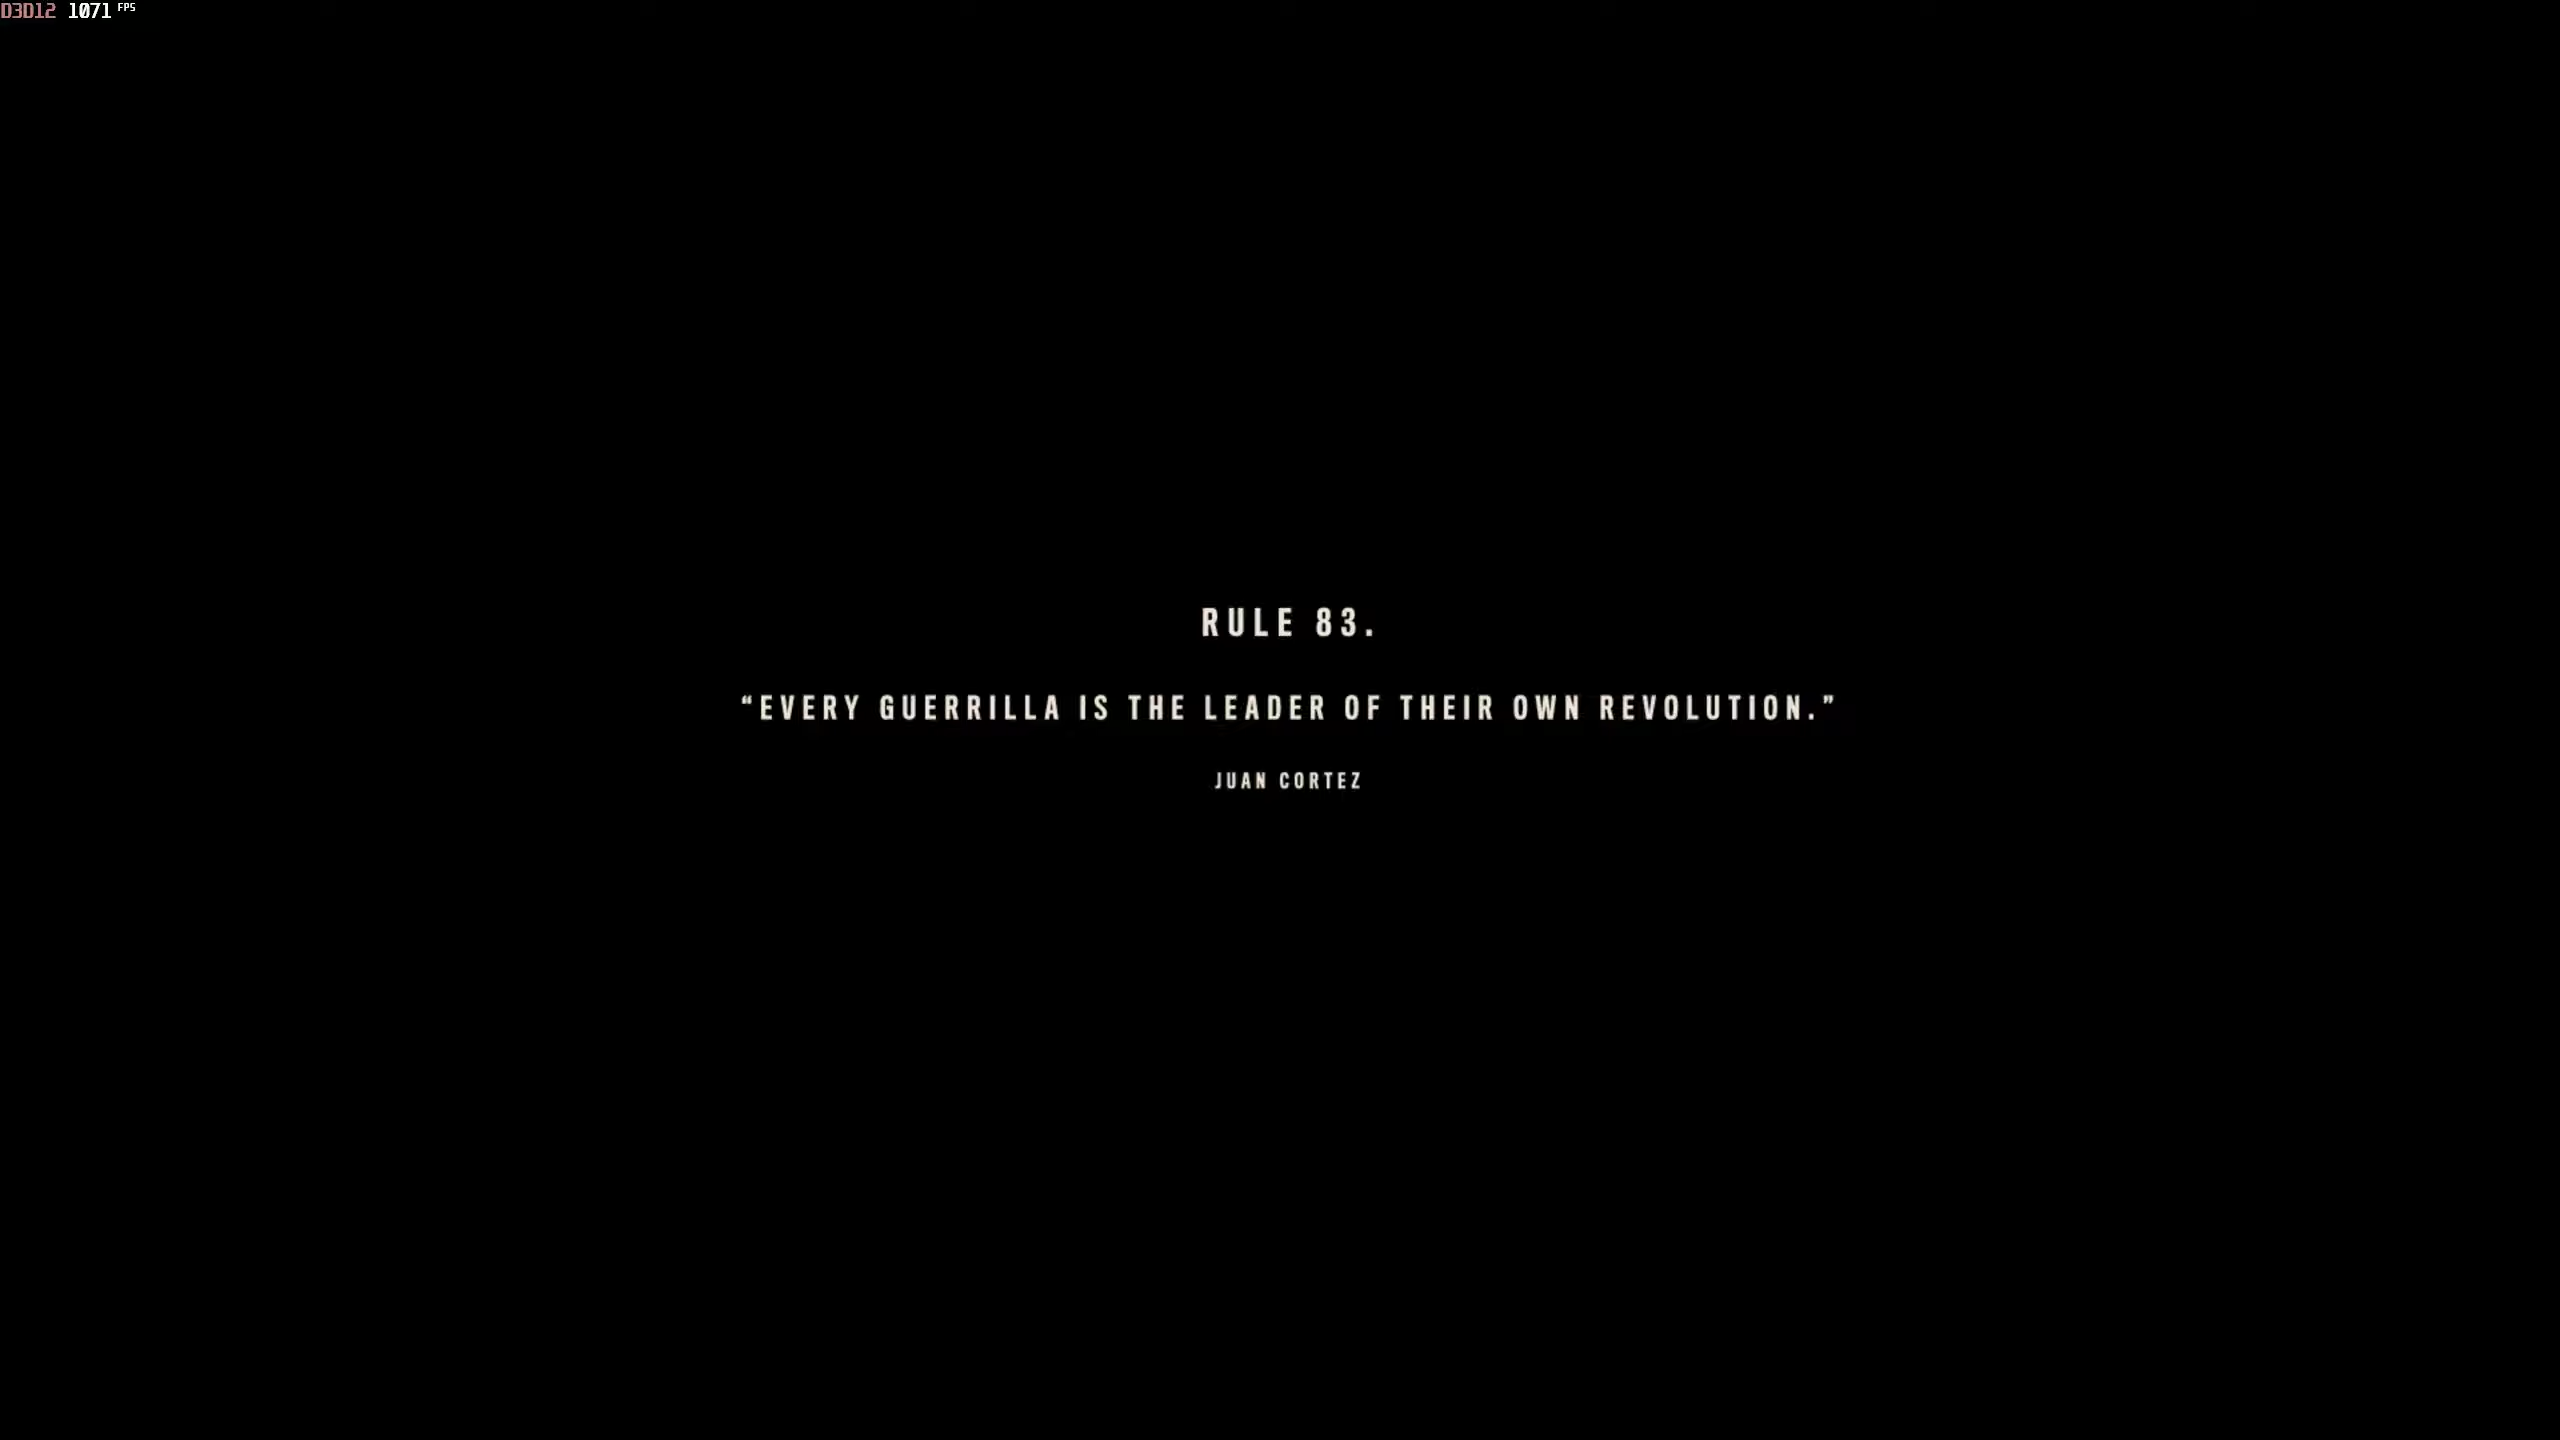 D3D12 1071 FPS
RULE 83.
“EVERY GUERRILLA IS THE LEADER OF THEIR OWN REVOLUTION.”
JUAN CORTEZ